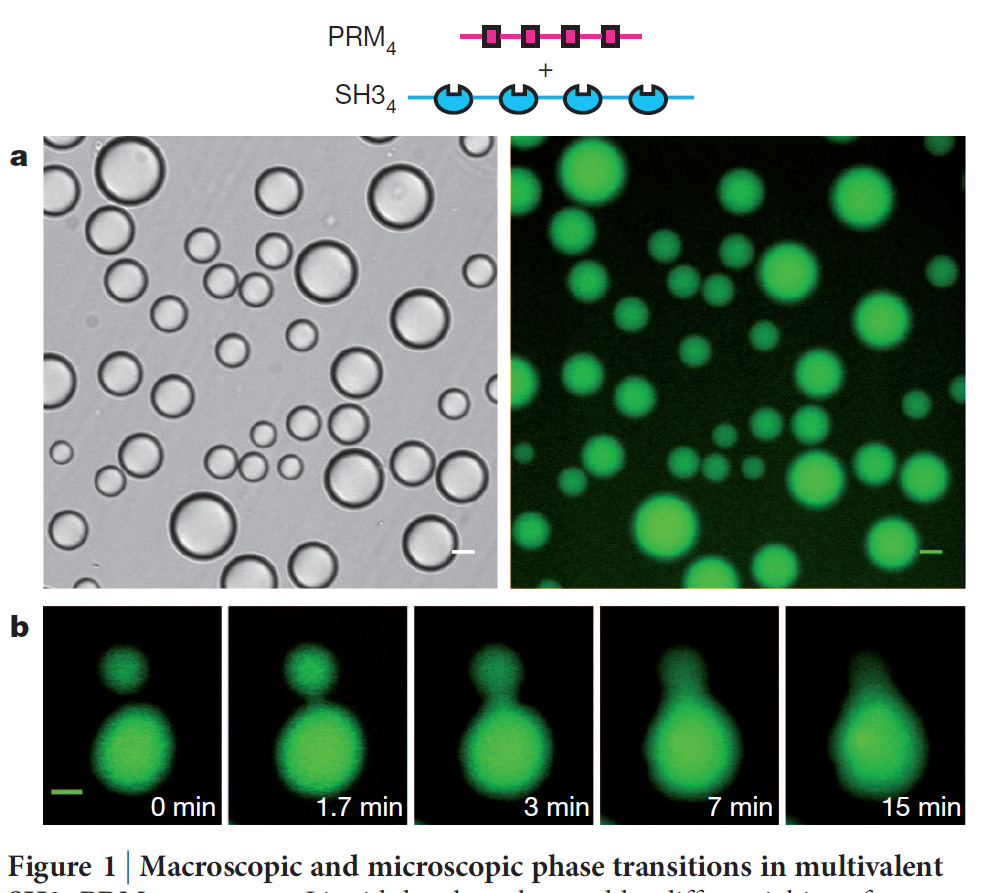 PRM4
+
SH34
a
b
0 min
1.7 min
3 min
7 min
15 min
Figure 1 | Macroscopic and microscopic phase transitions in multivalent